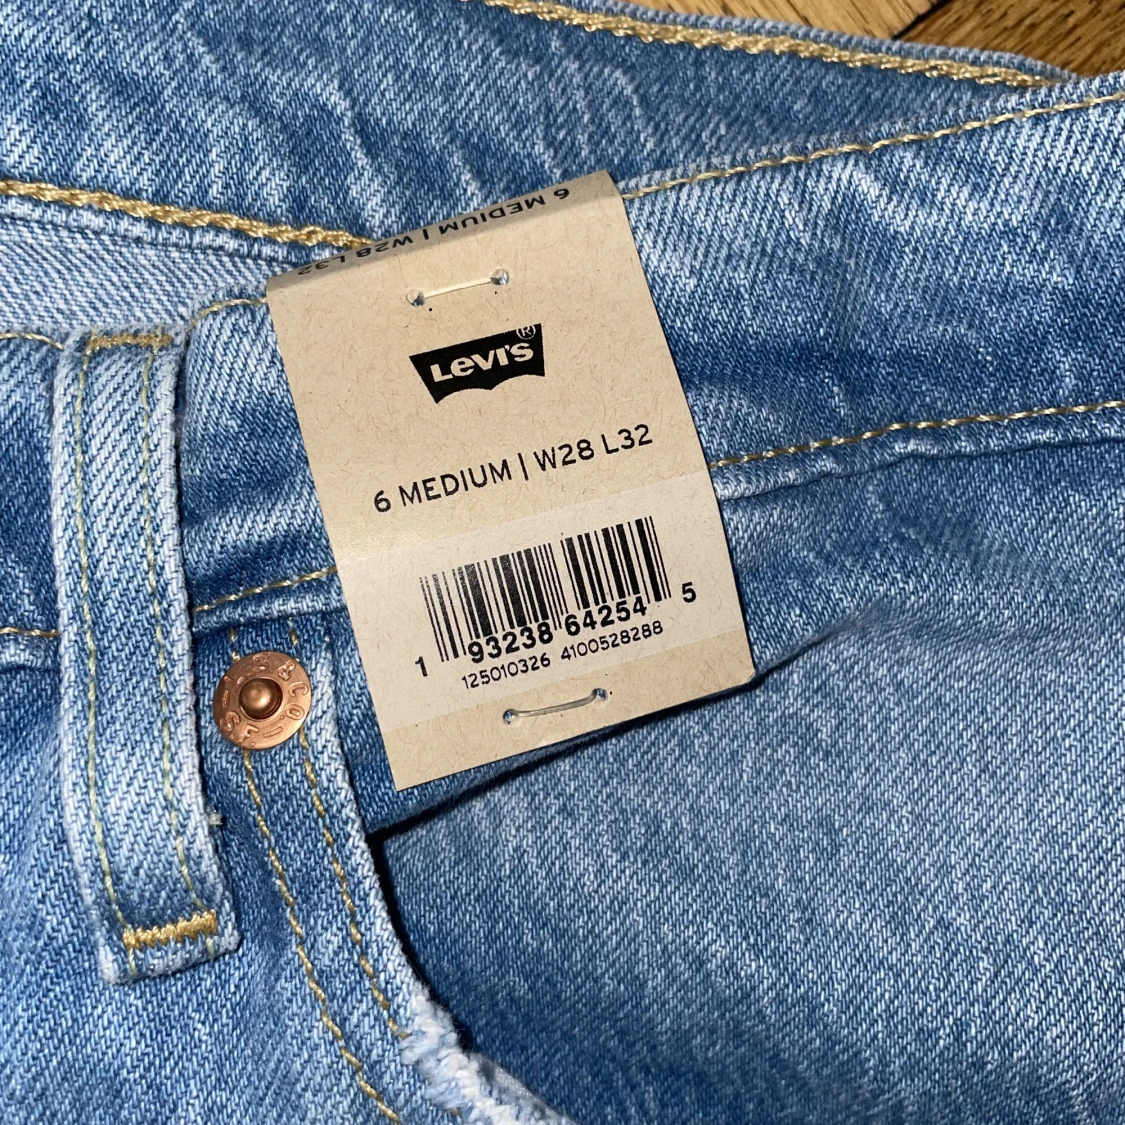 6 MEDIUM | W28 L32
LEVI'S®
6 MEDIUM | W28 L32
1 93238 64254 5
125010326 4100528288